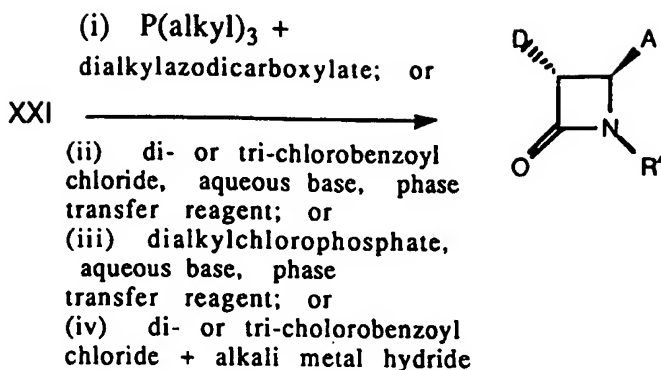 (i) P(alkyl)3 +
dialkylazodicarboxylate; or
XXI
(ii) di- or tri-chlorobenzoyl
chloride, aqueous base, phase
transfer reagent; or
(iii) dialkylchlorophosphate,
aqueous base, phase
transfer reagent; or
(iv) di- or tri-cholorobenzoyl
chloride + alkali metal hydride
D A
N
O R4